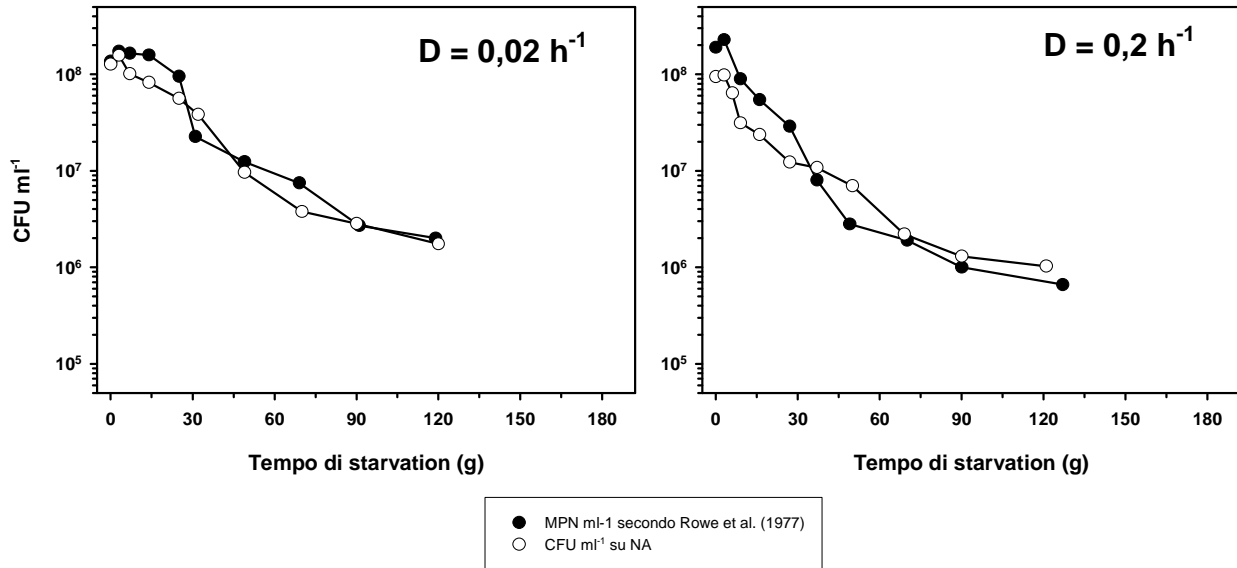 D = 0,02 h⁻¹
CFU ml⁻¹
10⁸
10⁷
10⁶
10⁵
0 30 60 90 120 150 180
Tempo di starvation (g)
D = 0,2 h⁻¹
10⁸
10⁷
10⁶
10⁵
0 30 60 90 120 150 180
Tempo di starvation (g)
MPN ml-1 secondo Rowe et al. (1977)
CFU ml⁻¹ su NA